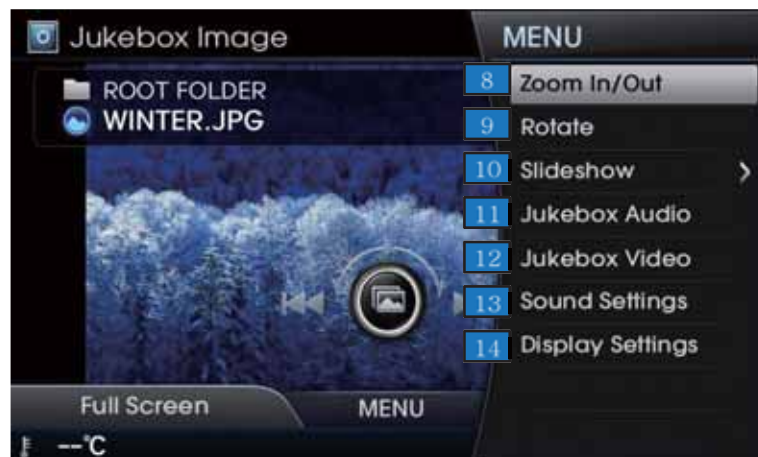 Jukebox Image
ROOT FOLDER
WINTER.JPG
Full Screen
MENU
--°C
MENU
8 Zoom In/Out
9 Rotate
10 Slideshow
11 Jukebox Audio
12 Jukebox Video
13 Sound Settings
14 Display Settings